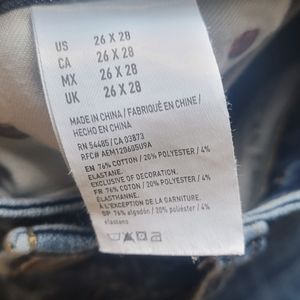 US 26 X 28
CA 26 X 28
MX 26 X 28
UK 26 X 28
MADE IN CHINA / FABRIQUÉ EN CHINE /
HECHO EN CHINA
RN 54485 / CA 03873
RFC# AEM120605U9A
EN 76% COTTON / 20% POLYESTER / 4%
ELASTANE.
EXCLUSIVE OF DECORATION.
FR 76% COTON / 20% POLYESTER / 4%
ÉLASTHANNE.
À L'EXCEPTION DE LA GARNITURE.
SP 76% algodón / 20% poliéster / 4%
elastano